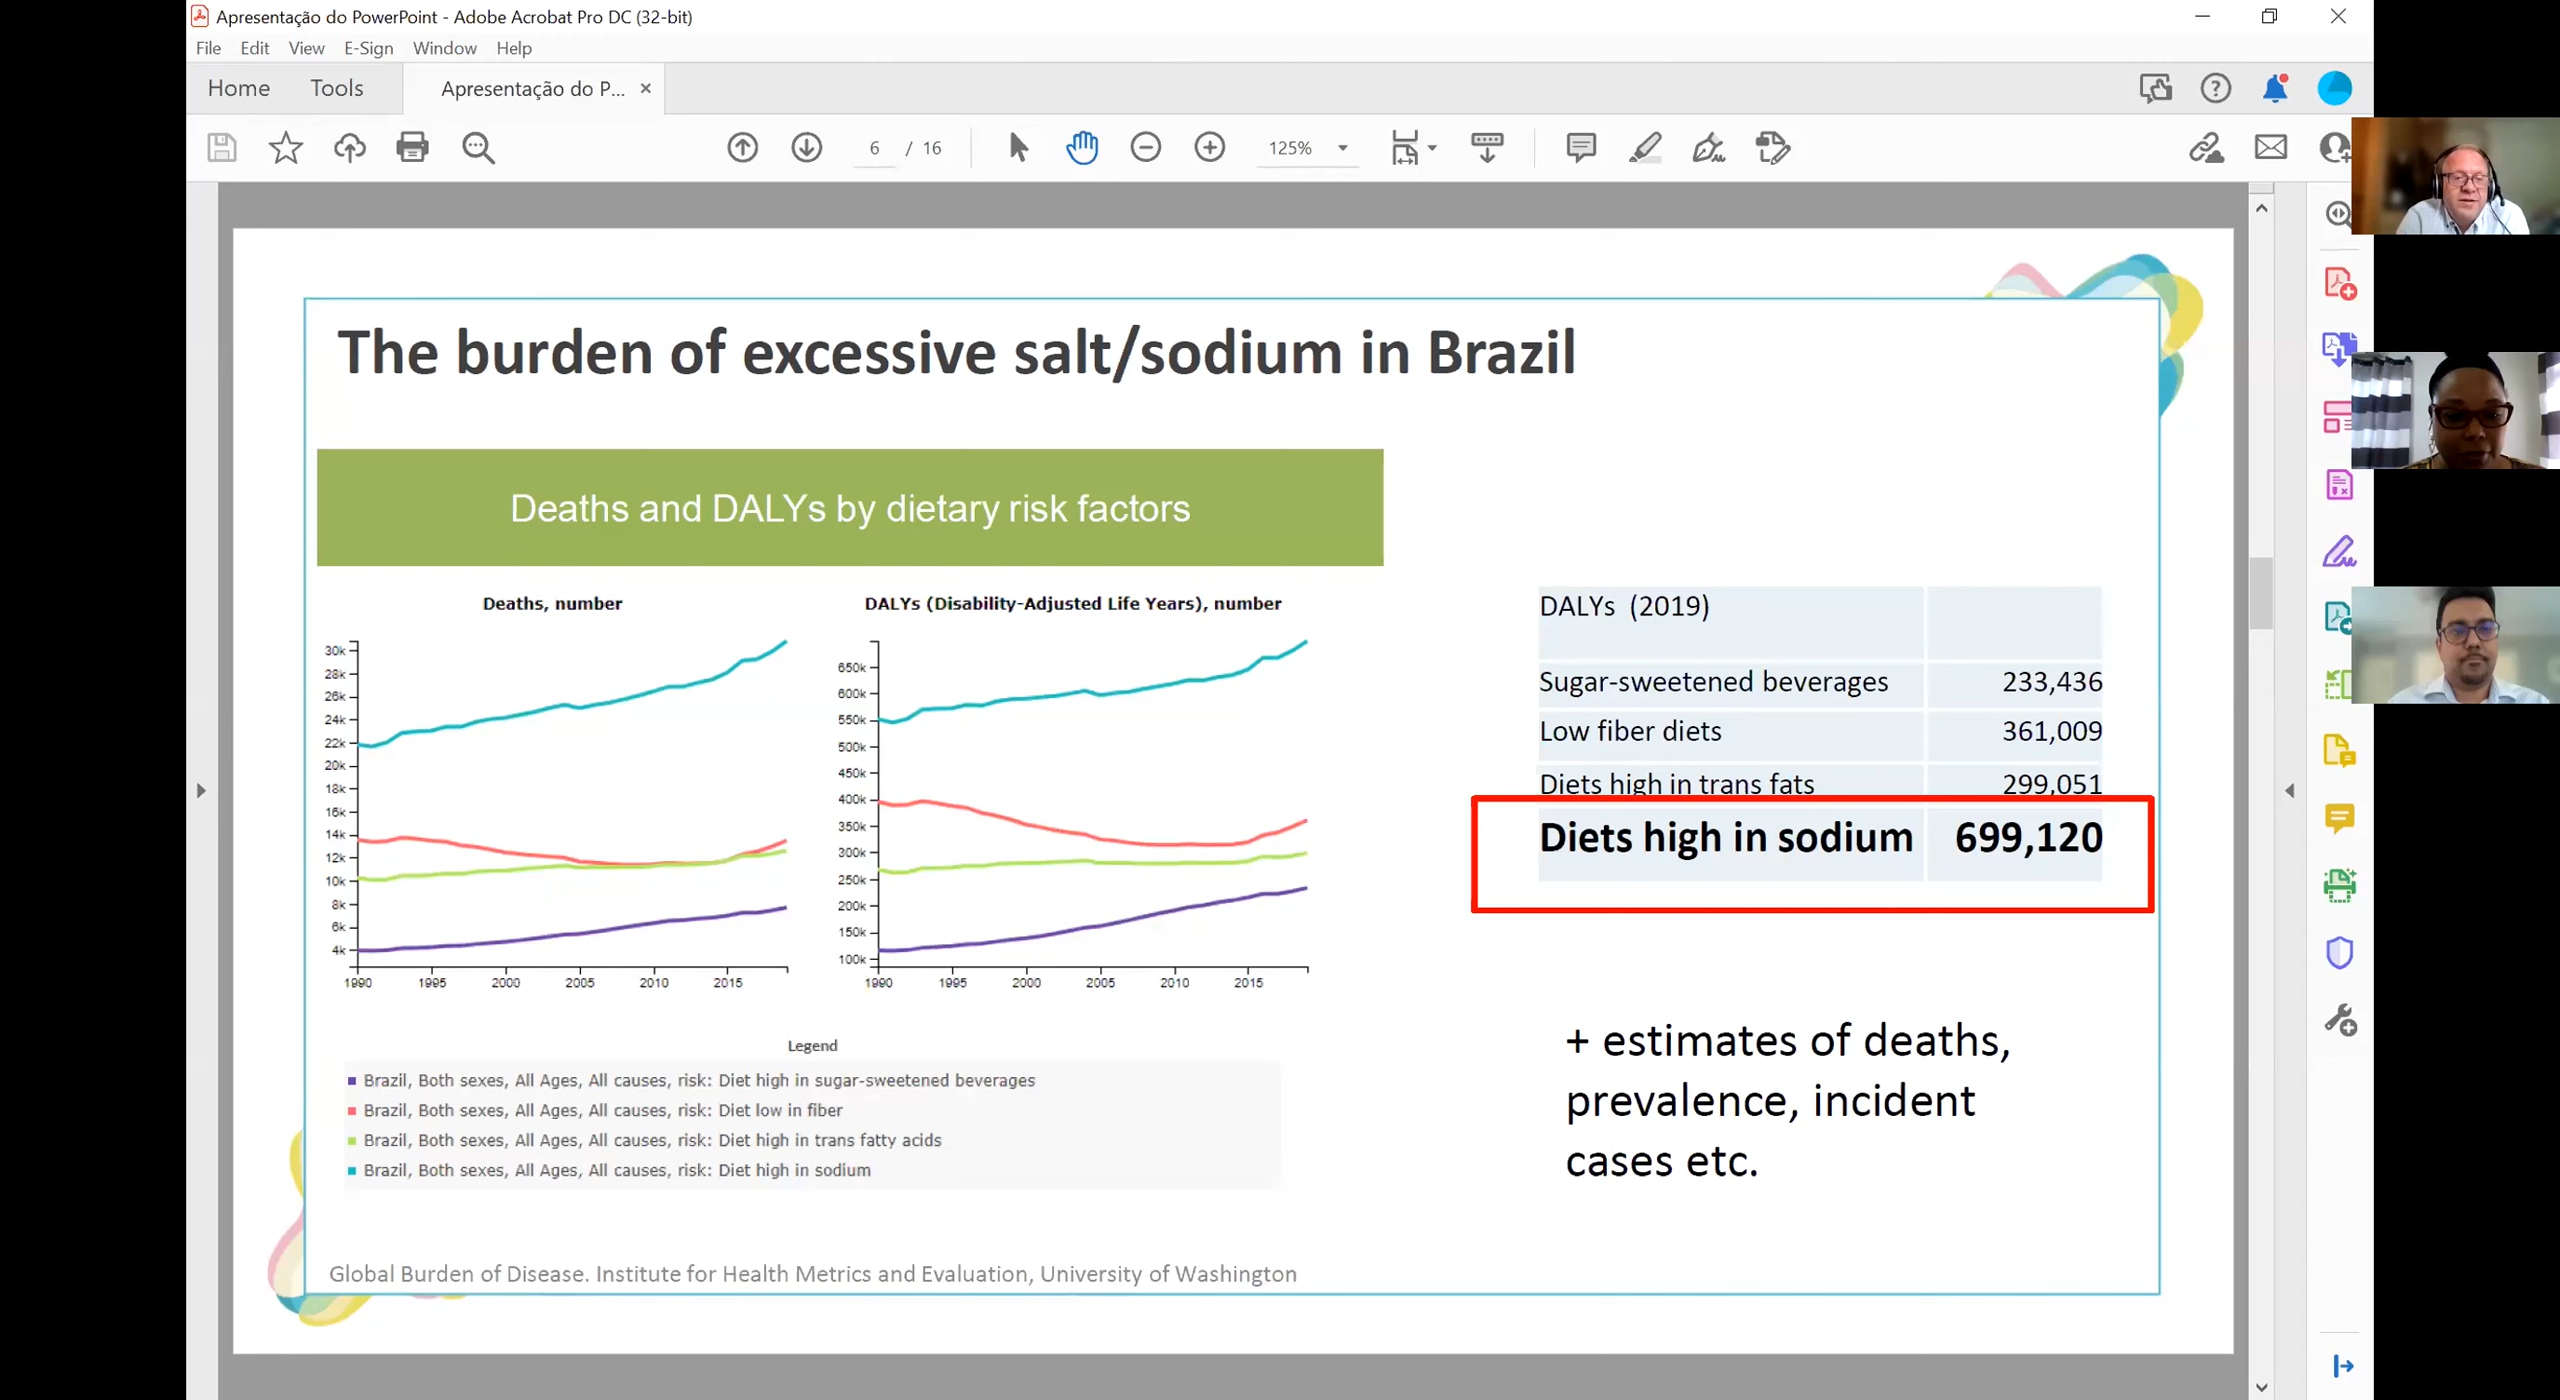 Apresentação do PowerPoint - Adobe Acrobat Pro DC (32-bit)
File Edit View E-Sign Window Help
Home Tools Apresentação do P... ×
6 / 16 125%
The burden of excessive salt/sodium in Brazil
Deaths and DALYs by dietary risk factors
Deaths, number
30k
28k
26k
24k
22k
20k
18k
16k
14k
12k
10k
8k
6k
4k
1990 1995 2000 2005 2010 2015
DALYs (Disability-Adjusted Life Years), number
650k
600k
550k
500k
450k
400k
350k
300k
250k
200k
150k
100k
1990 1995 2000 2005 2010 2015
Legend
Brazil, Both sexes, All Ages, All causes, risk: Diet high in sugar-sweetened beverages
Brazil, Both sexes, All Ages, All causes, risk: Diet low in fiber
Brazil, Both sexes, All Ages, All causes, risk: Diet high in trans fatty acids
Brazil, Both sexes, All Ages, All causes, risk: Diet high in sodium
DALYs (2019)
Sugar-sweetened beverages 233,436
Low fiber diets 361,009
Diets high in trans fats 299,051
Diets high in sodium 699,120
+ estimates of deaths,
prevalence, incident
cases etc.
Global Burden of Disease. Institute for Health Metrics and Evaluation, University of Washington